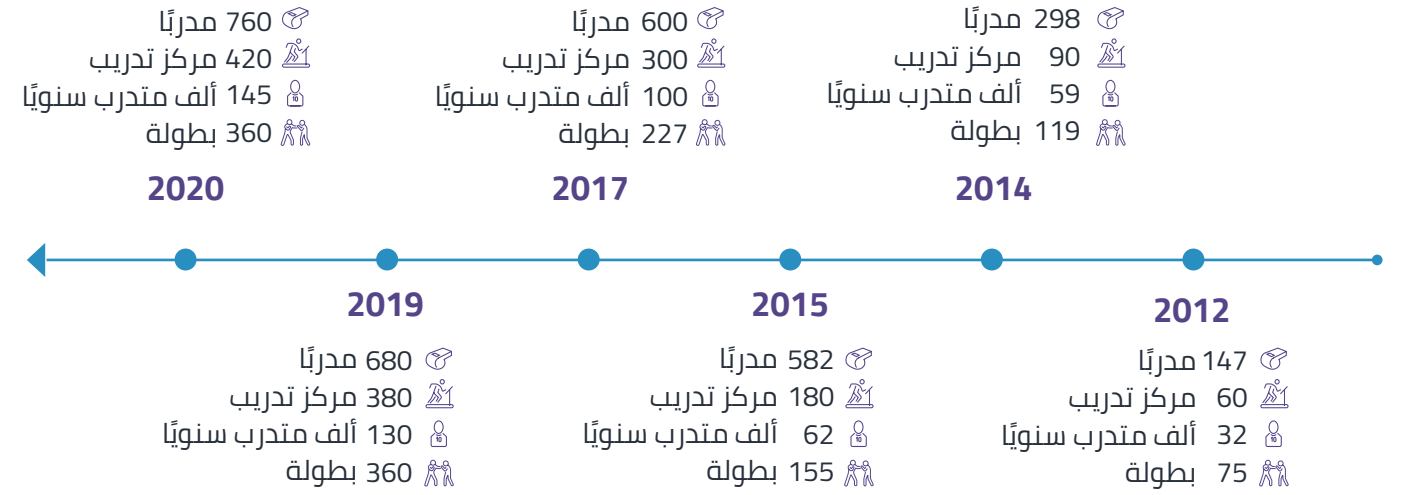 298 مدربًا
90 مركز تدريب
59 ألف متدرب سنويًا
119 بطولة
2014
600 مدربًا
300 مركز تدريب
100 ألف متدرب سنويًا
227 بطولة
2017
760 مدربًا
420 مركز تدريب
145 ألف متدرب سنويًا
360 بطولة
2020
2012
147 مدربًا
60 مركز تدريب
32 ألف متدرب سنويًا
75 بطولة
2015
582 مدربًا
180 مركز تدريب
62 ألف متدرب سنويًا
155 بطولة
2019
680 مدربًا
380 مركز تدريب
130 ألف متدرب سنويًا
360 بطولة